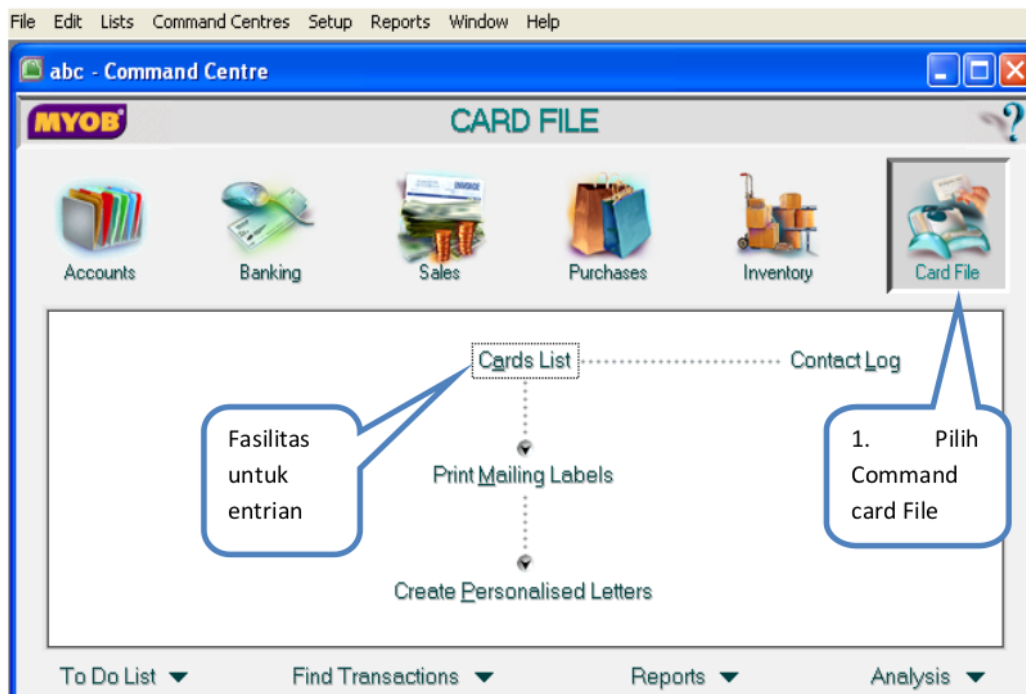 File Edit Lists Command Centres Setup Reports Window Help
abc - Command Centre
MYOB
CARD FILE
?
Accounts Banking Sales Purchases Inventory Card File
INVOICE
Cards List Contact Log
Fasilitas
untuk
entrian
1. Pilih
Command
card File
Print Mailing Labels
Create Personalised Letters
To Do List Find Transactions Reports Analysis